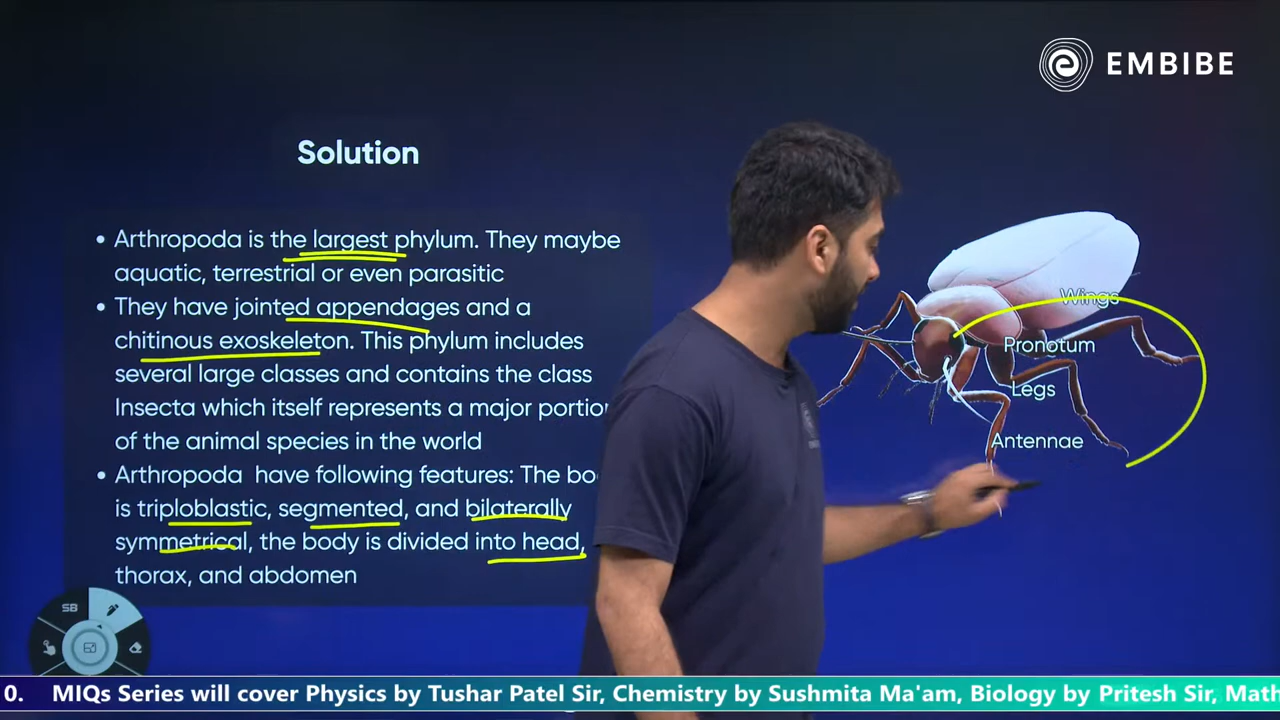 EMBIBE
Solution
• Arthropoda is the largest phylum. They maybe
aquatic, terrestrial or even parasitic
• They have jointed appendages and a
chitinous exoskeleton. This phylum includes
several large classes and contains the class
Insecta which itself represents a major portion
of the animal species in the world
• Arthropoda have following features: The bo
is triploblastic, segmented, and bilaterally
symmetrical, the body is divided into head,
thorax, and abdomen
Wings
Pronotum
Legs
Antennae
SB
0. MIQs Series will cover Physics by Tushar Patel Sir, Chemistry by Sushmita Ma'am, Biology by Pritesh Sir, Math